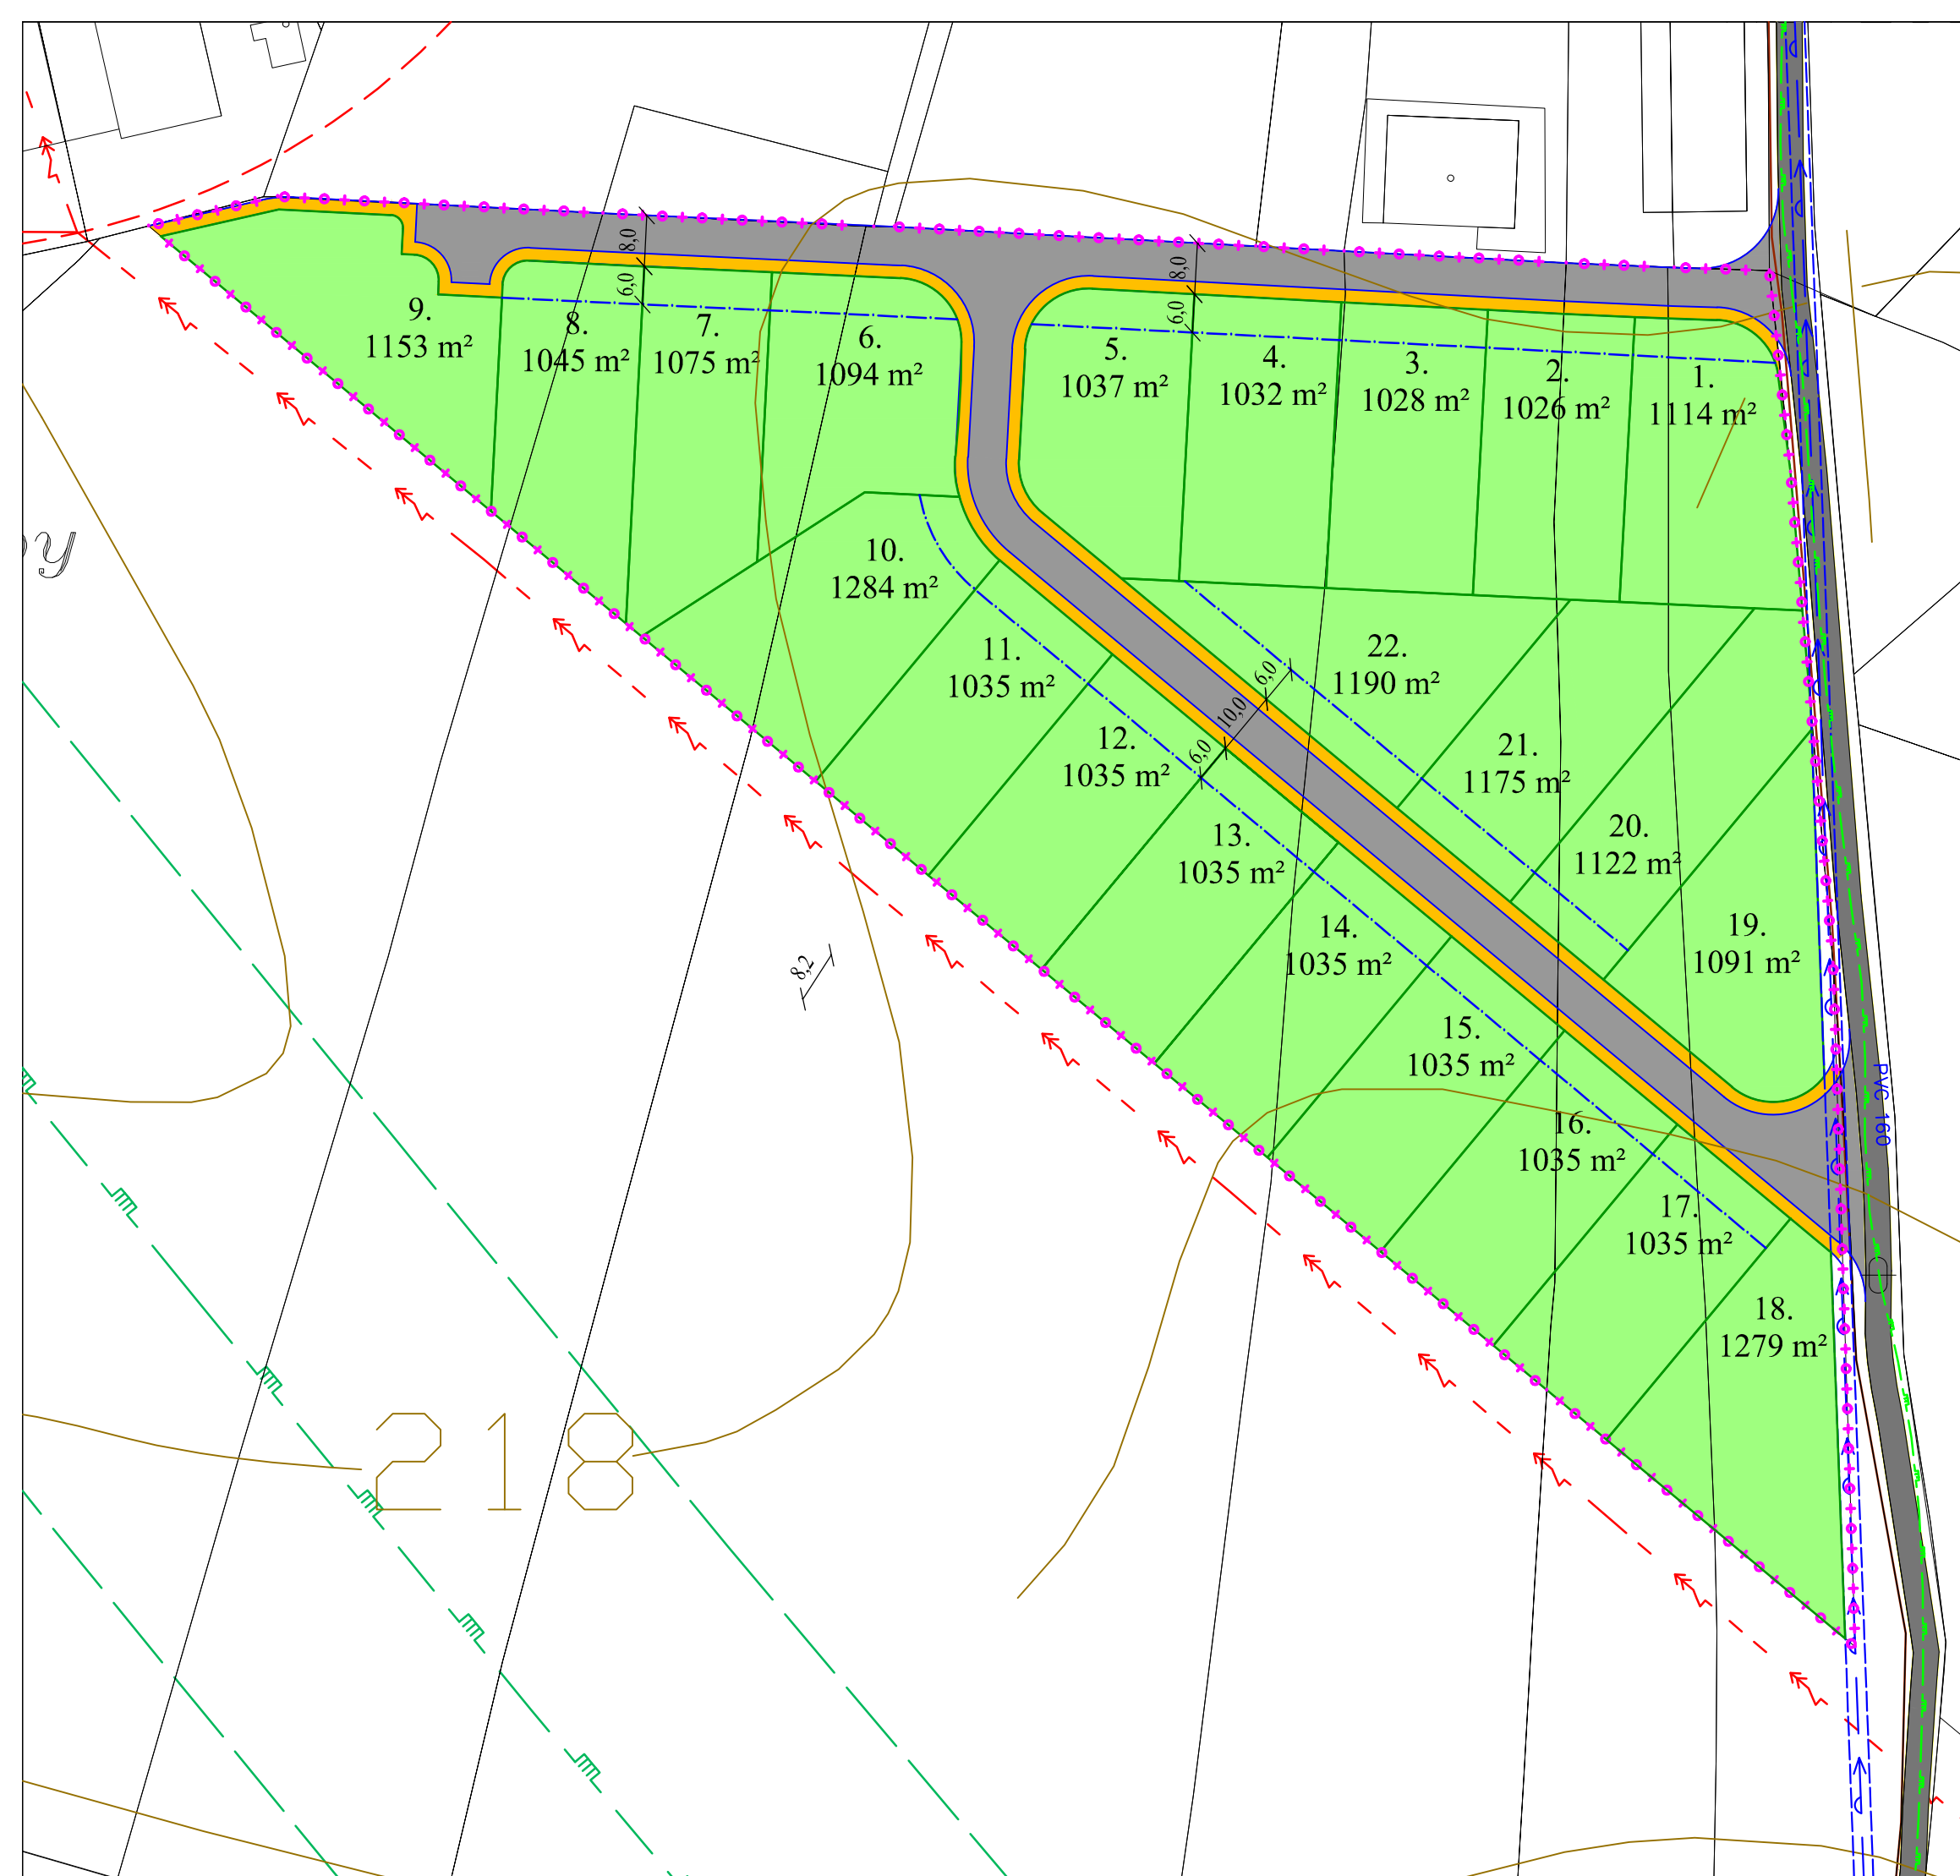 8,0
6,0
8,0
6,0
9.
1153 m²
8.
1045 m²
7.
1075 m²
6.
1094 m²
5.
1037 m²
4.
1032 m²
3.
1028 m²
2.
1026 m²
1.
1114 m²
10.
1284 m²
11.
1035 m²
22.
1190 m²
6,0
10,0
6,0
12.
1035 m²
21.
1175 m²
13.
1035 m²
20.
1122 m²
14.
1035 m²
19.
1091 m²
8,2
15.
1035 m²
PVC 160
16.
1035 m²
17.
1035 m²
18.
1279 m²
218